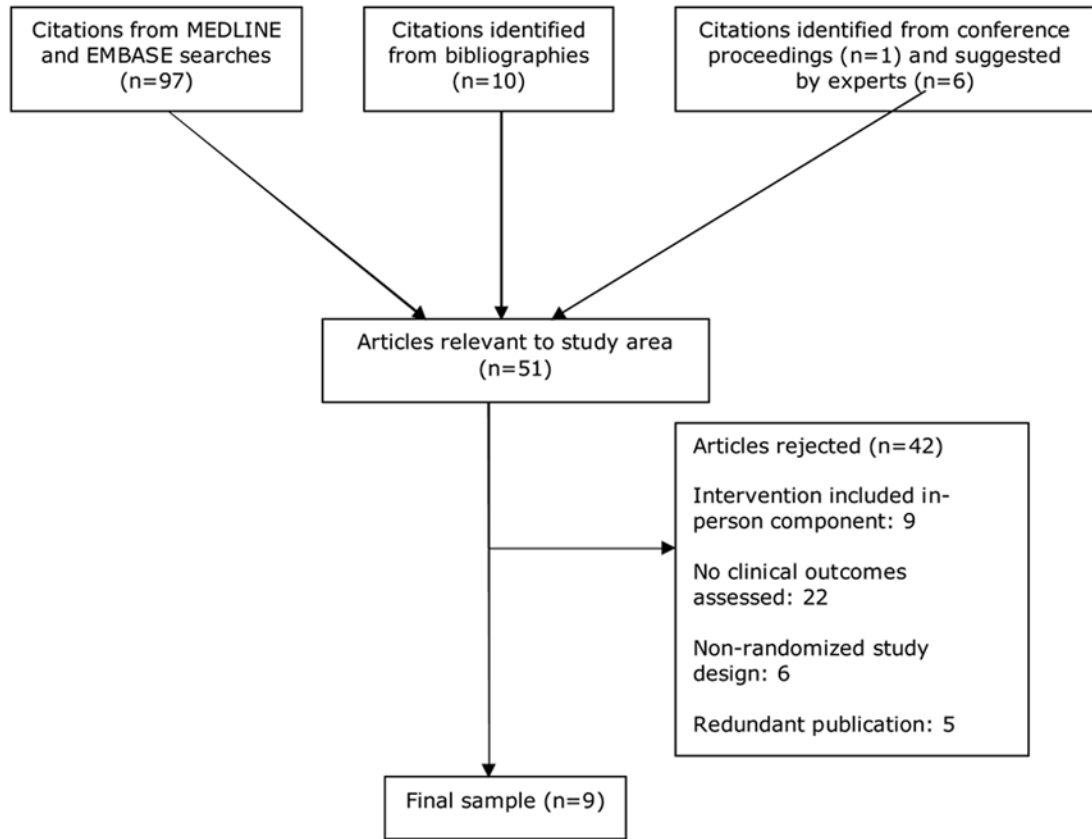 Citations from MEDLINE
and EMBASE searches
(n=97)
Citations identified
from bibliographies
(n=10)
Citations identified from conference
proceedings (n=1) and suggested
by experts (n=6)
Articles relevant to study area
(n=51)
Articles rejected (n=42)
Intervention included in-
person component: 9
No clinical outcomes
assessed: 22
Non-randomized study
design: 6
Redundant publication: 5
Final sample (n=9)